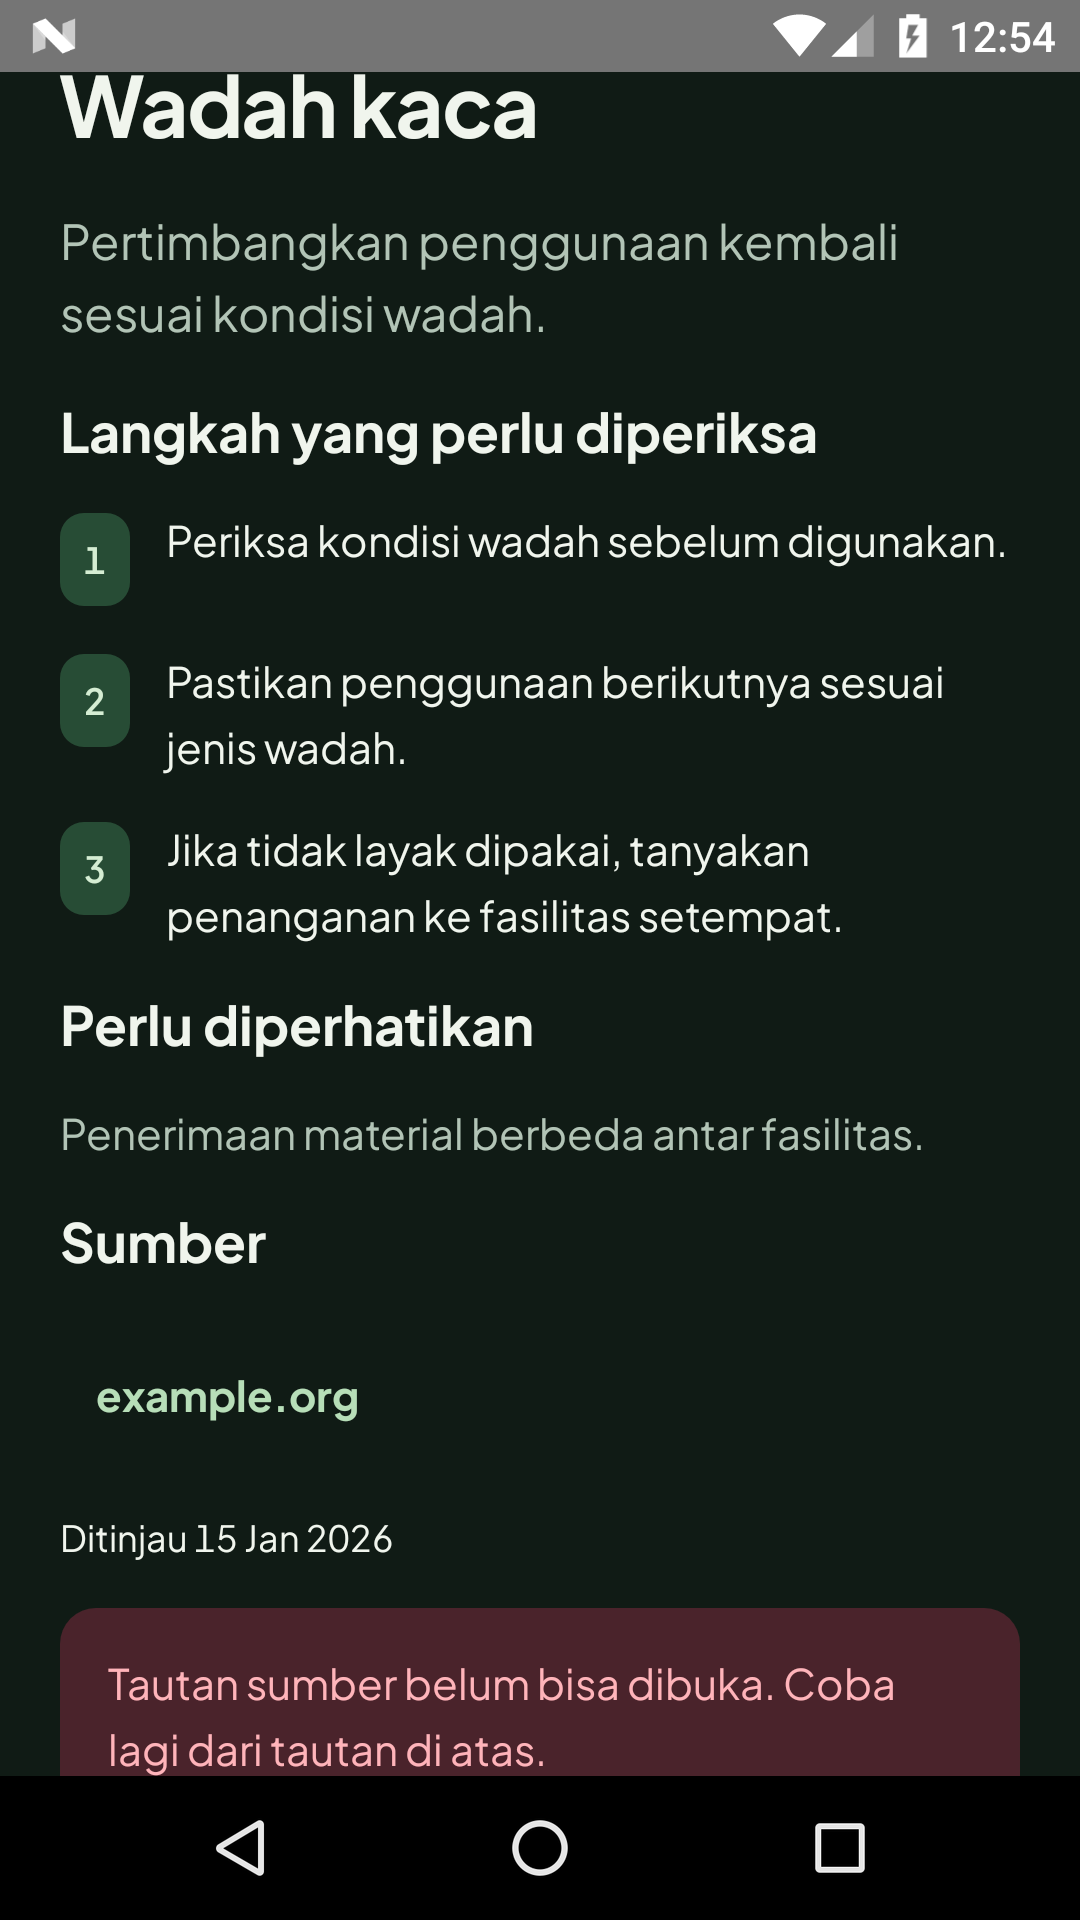 12:54
Wadah kaca
Pertimbangkan penggunaan kembali
sesuai kondisi wadah.
Langkah yang perlu diperiksa
1 Periksa kondisi wadah sebelum digunakan.
2 Pastikan penggunaan berikutnya sesuai
jenis wadah.
3 Jika tidak layak dipakai, tanyakan
penanganan ke fasilitas setempat.
Perlu diperhatikan
Penerimaan material berbeda antar fasilitas.
Sumber
example.org
Ditinjau 15 Jan 2026
Tautan sumber belum bisa dibuka. Coba
lagi dari tautan di atas.